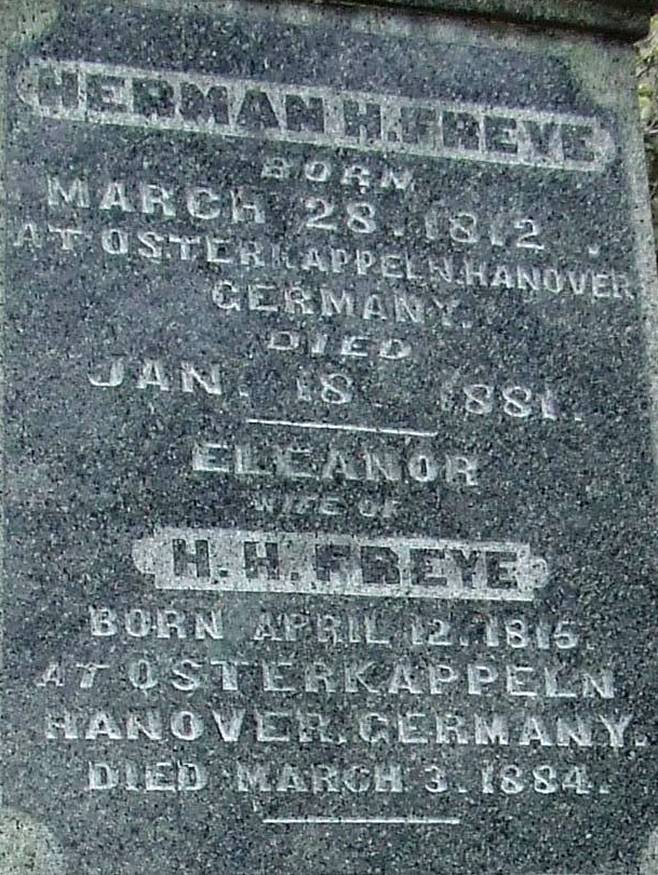 HERMAN H. FREYE
BORN
MARCH 28. 1812.
AT OSTERKAPPELN. HANOVER
GERMANY.
DIED
JAN. 18 1881.
ELEANOR
WIFE OF
H. H. FREYE
BORN APRIL 12. 1815.
AT OSTERKAPPELN
HANOVER. GERMANY.
DIED MARCH 3. 1884.